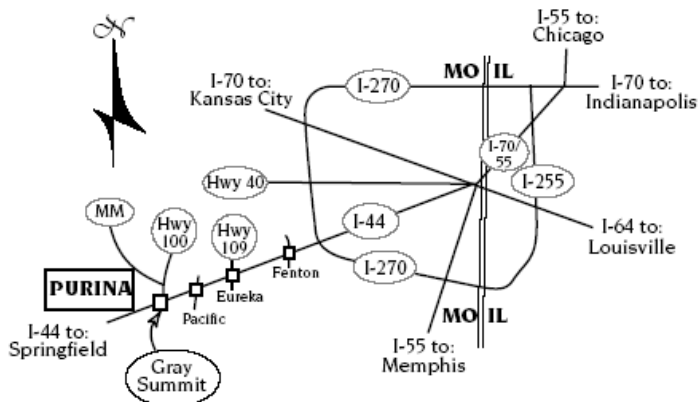 N
I-55 to:
Chicago
MO IL
I-70 to:
Kansas City
I-270
I-70 to:
Indianapolis
I-70/
55
Hwy 40
I-255
MM
Hwy
100
Hwy
109
I-44
I-64 to:
Louisville
Fenton
I-270
PURINA
Eureka
Pacific
MO IL
I-44 to:
Springfield
I-55 to:
Memphis
Gray
Summit